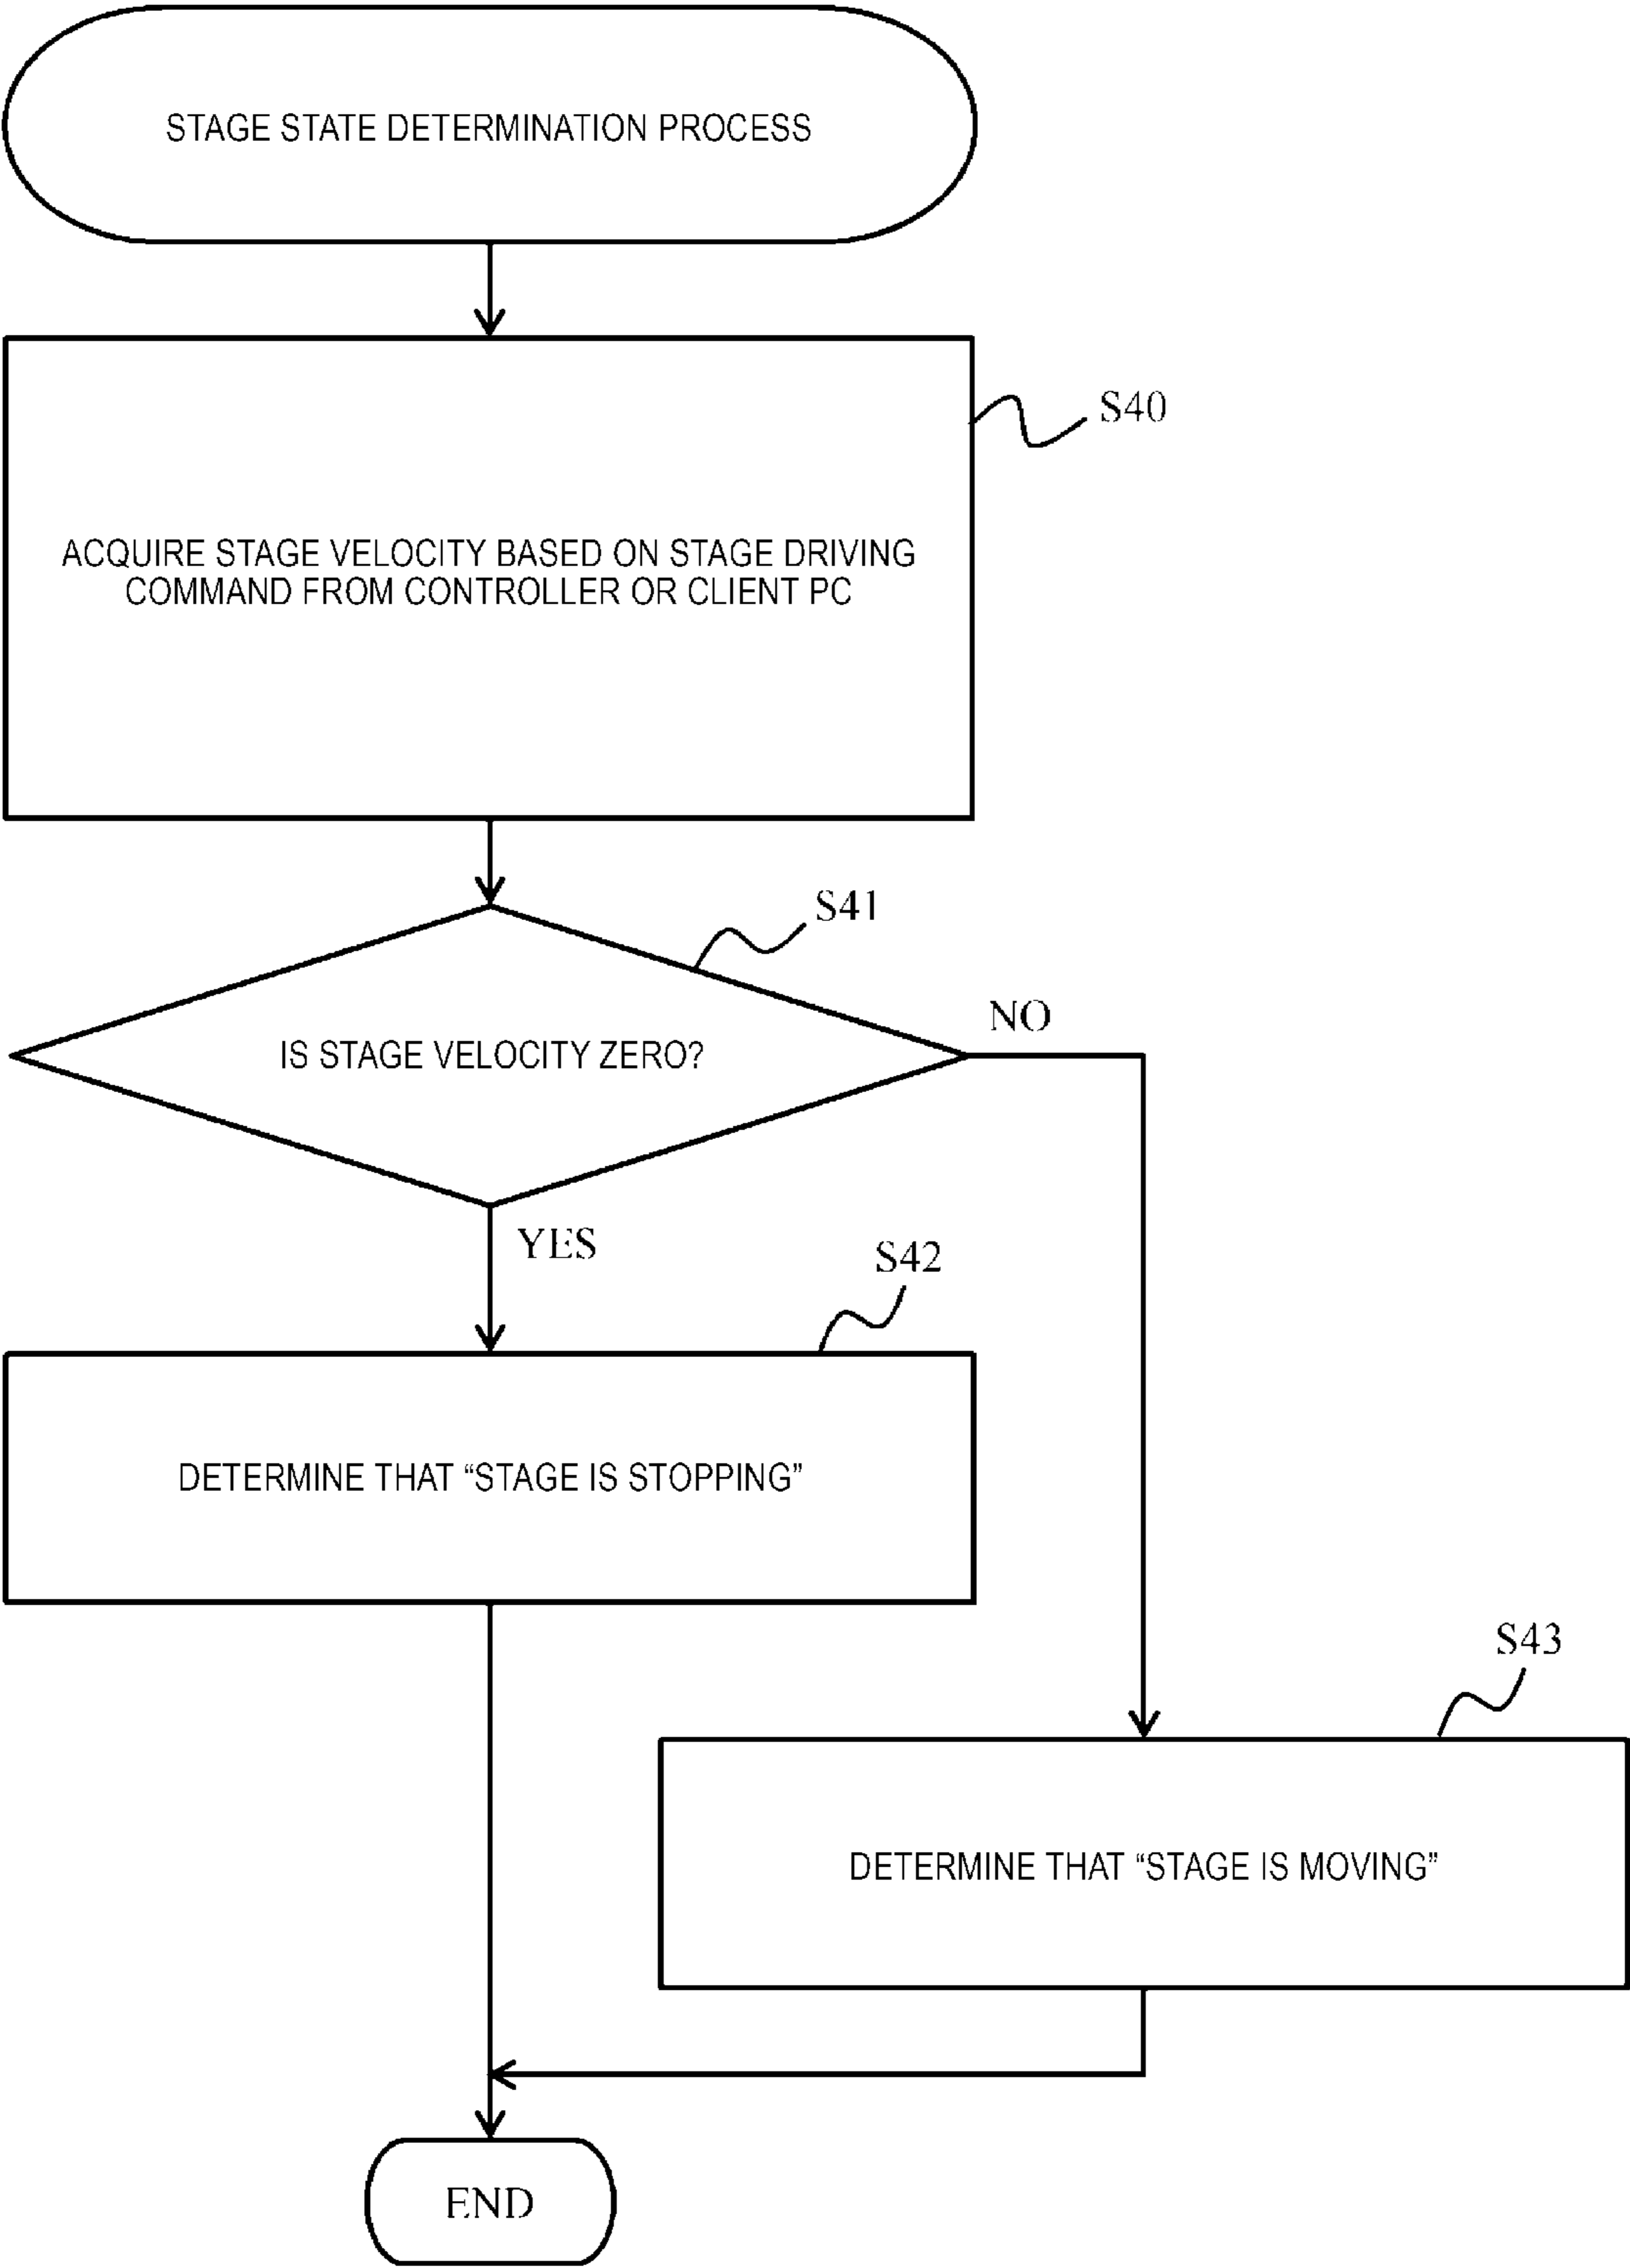 STAGE STATE DETERMINATION PROCESS
S40
ACQUIRE STAGE VELOCITY BASED ON STAGE DRIVING
COMMAND FROM CONTROLLER OR CLIENT PC
S41
IS STAGE VELOCITY ZERO?
NO
YES
S42
DETERMINE THAT “STAGE IS STOPPING”
S43
DETERMINE THAT “STAGE IS MOVING”
END